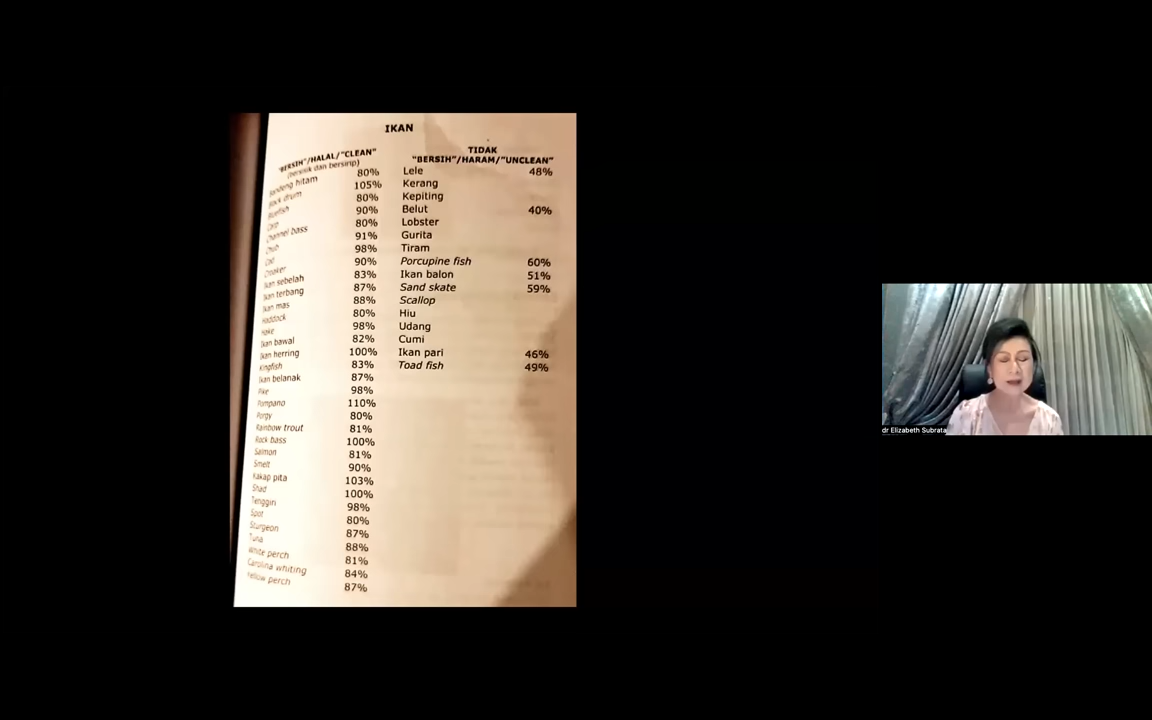 IKAN
"BERSIH"/HALAL/"CLEAN"
(bersisik dan bersirip)
Bandeng hitam 80%
Black drum 105%
Bluefish 80%
Carp 90%
Channel bass 80%
Chub 91%
Cod 98%
Croaker 90%
Ikan sebelah 83%
Ikan terbang 87%
Ikan mas 88%
Haddock 80%
Hake 98%
Ikan bawal 82%
Ikan herring 100%
Kingfish 83%
Ikan belanak 87%
Pike 98%
Pompano 110%
Porgy 80%
Rainbow trout 81%
Rock bass 100%
Salmon 81%
Smelt 90%
Kakap pita 103%
Shad 100%
Tenggiri 98%
Spot 80%
Sturgeon 87%
Tuna 88%
White perch 81%
Carolina whiting 84%
Yellow perch 87%
TIDAK
"BERSIH"/HARAM/"UNCLEAN"
Lele 48%
Kerang
Kepiting
Belut 40%
Lobster
Gurita
Tiram
Porcupine fish 60%
Ikan balon 51%
Sand skate 59%
Scallop
Hiu
Udang
Cumi
Ikan pari 46%
Toad fish 49%
dr Elizabeth Subrata